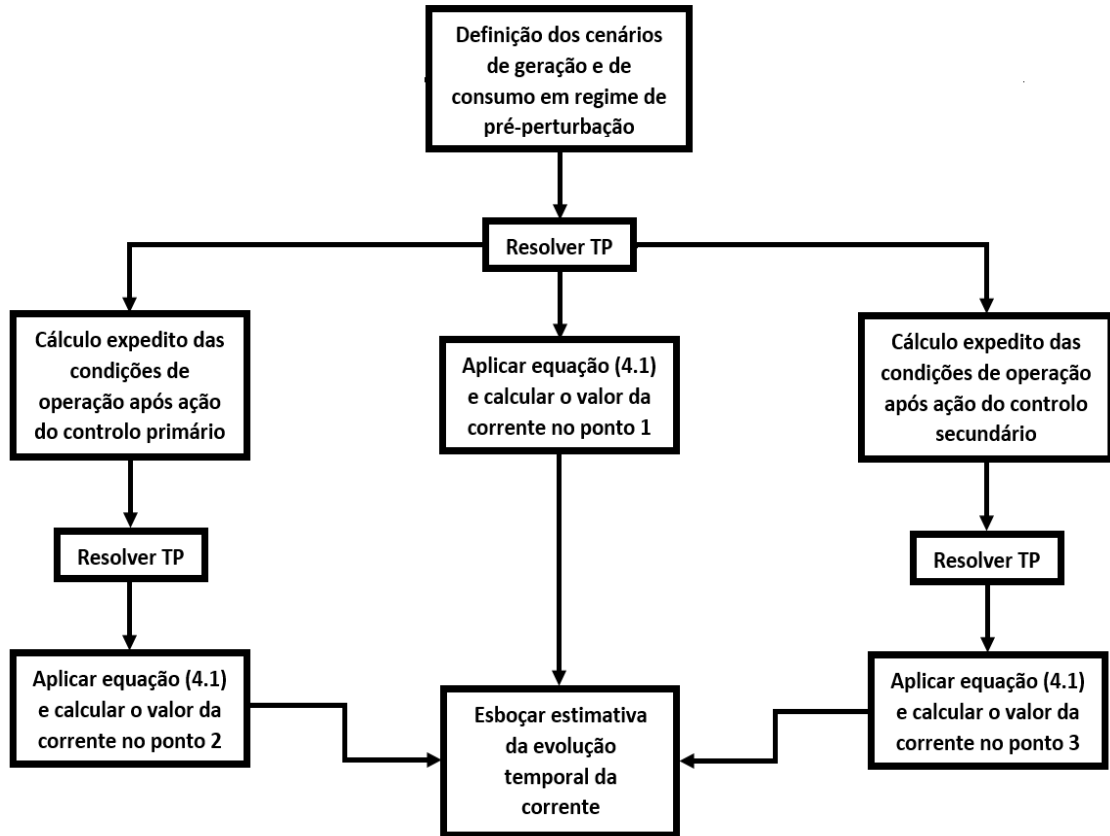 Definição dos cenários
de geração e de
consumo em regime de
pré-perturbação
Resolver TP
Cálculo expedito das
condições de
operação após ação
do controlo primário
Aplicar equação (4.1)
e calcular o valor da
corrente no ponto 1
Cálculo expedito das
condições de operação
após ação do controlo
secundário
Resolver TP
Resolver TP
Aplicar equação (4.1)
e calcular o valor da
corrente no ponto 2
Esboçar estimativa
da evolução
temporal da
corrente
Aplicar equação (4.1)
e calcular o valor da
corrente no ponto 3